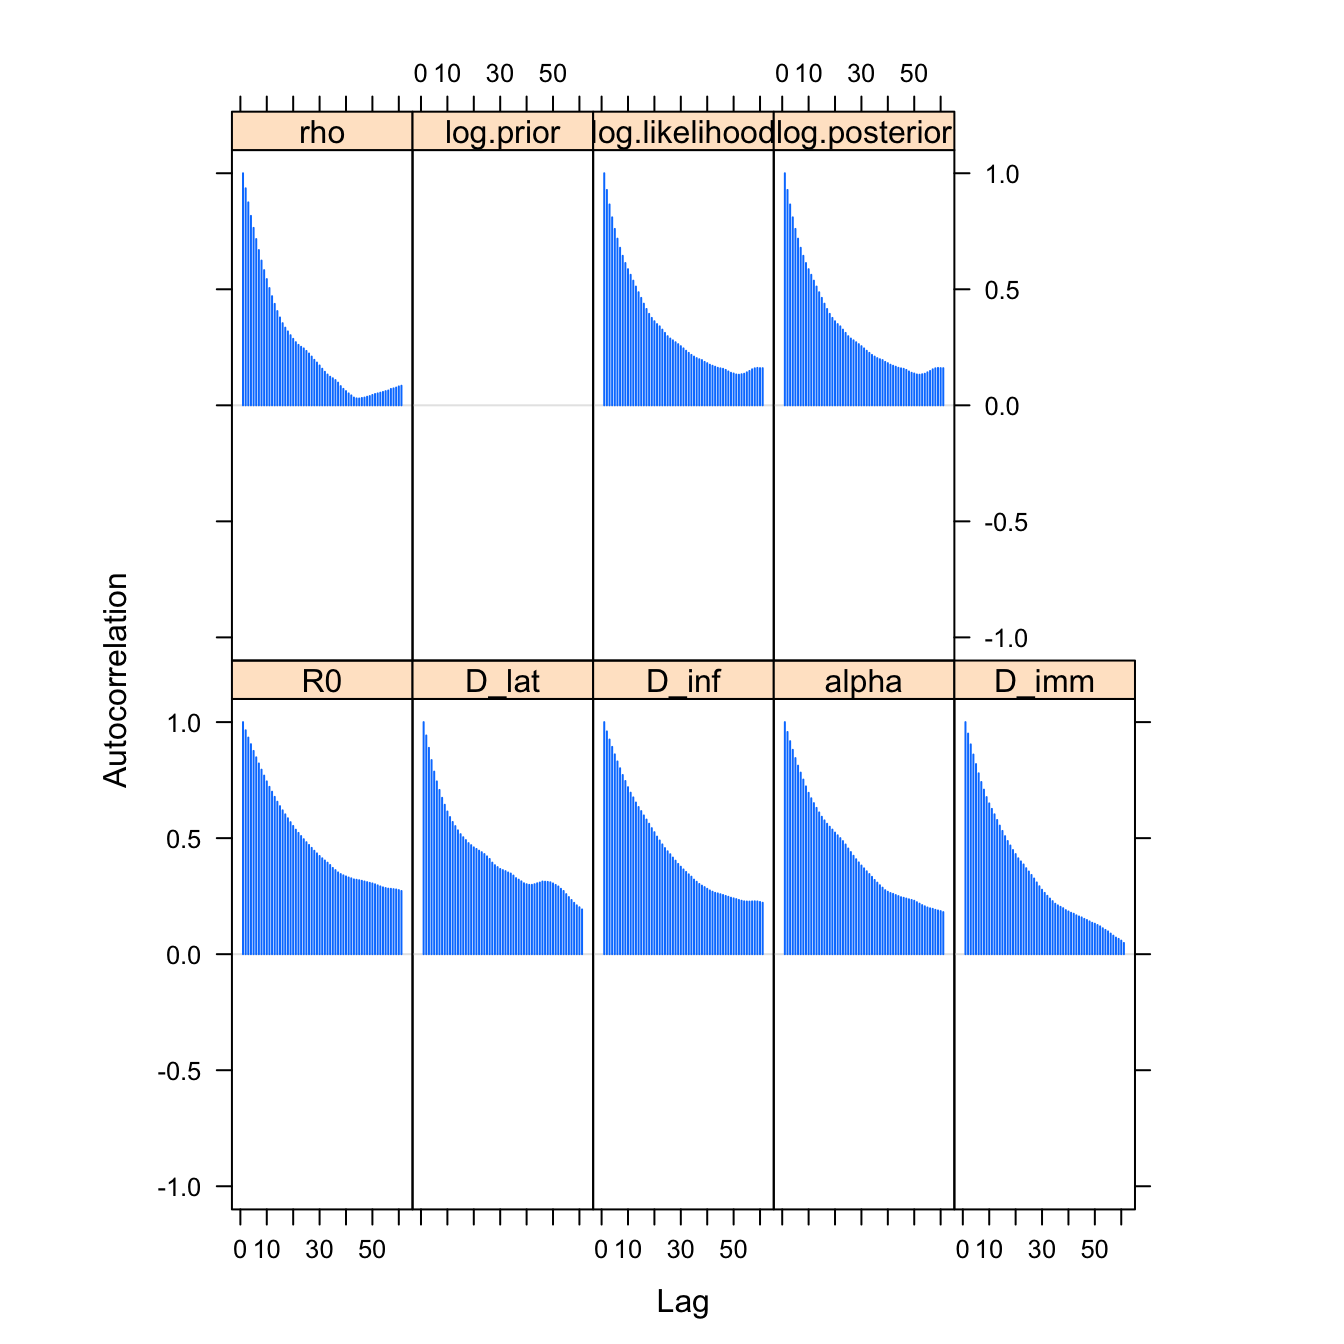 0 10 30 50 0 10 30 50
rho log.prior log.likelihood log.posterior
1.0
0.5
0.0
-0.5
-1.0
Autocorrelation
R0 D_lat D_inf alpha D_imm
1.0
0.5
0.0
-0.5
-1.0
0 10 30 50 0 10 30 50 0 10 30 50
Lag